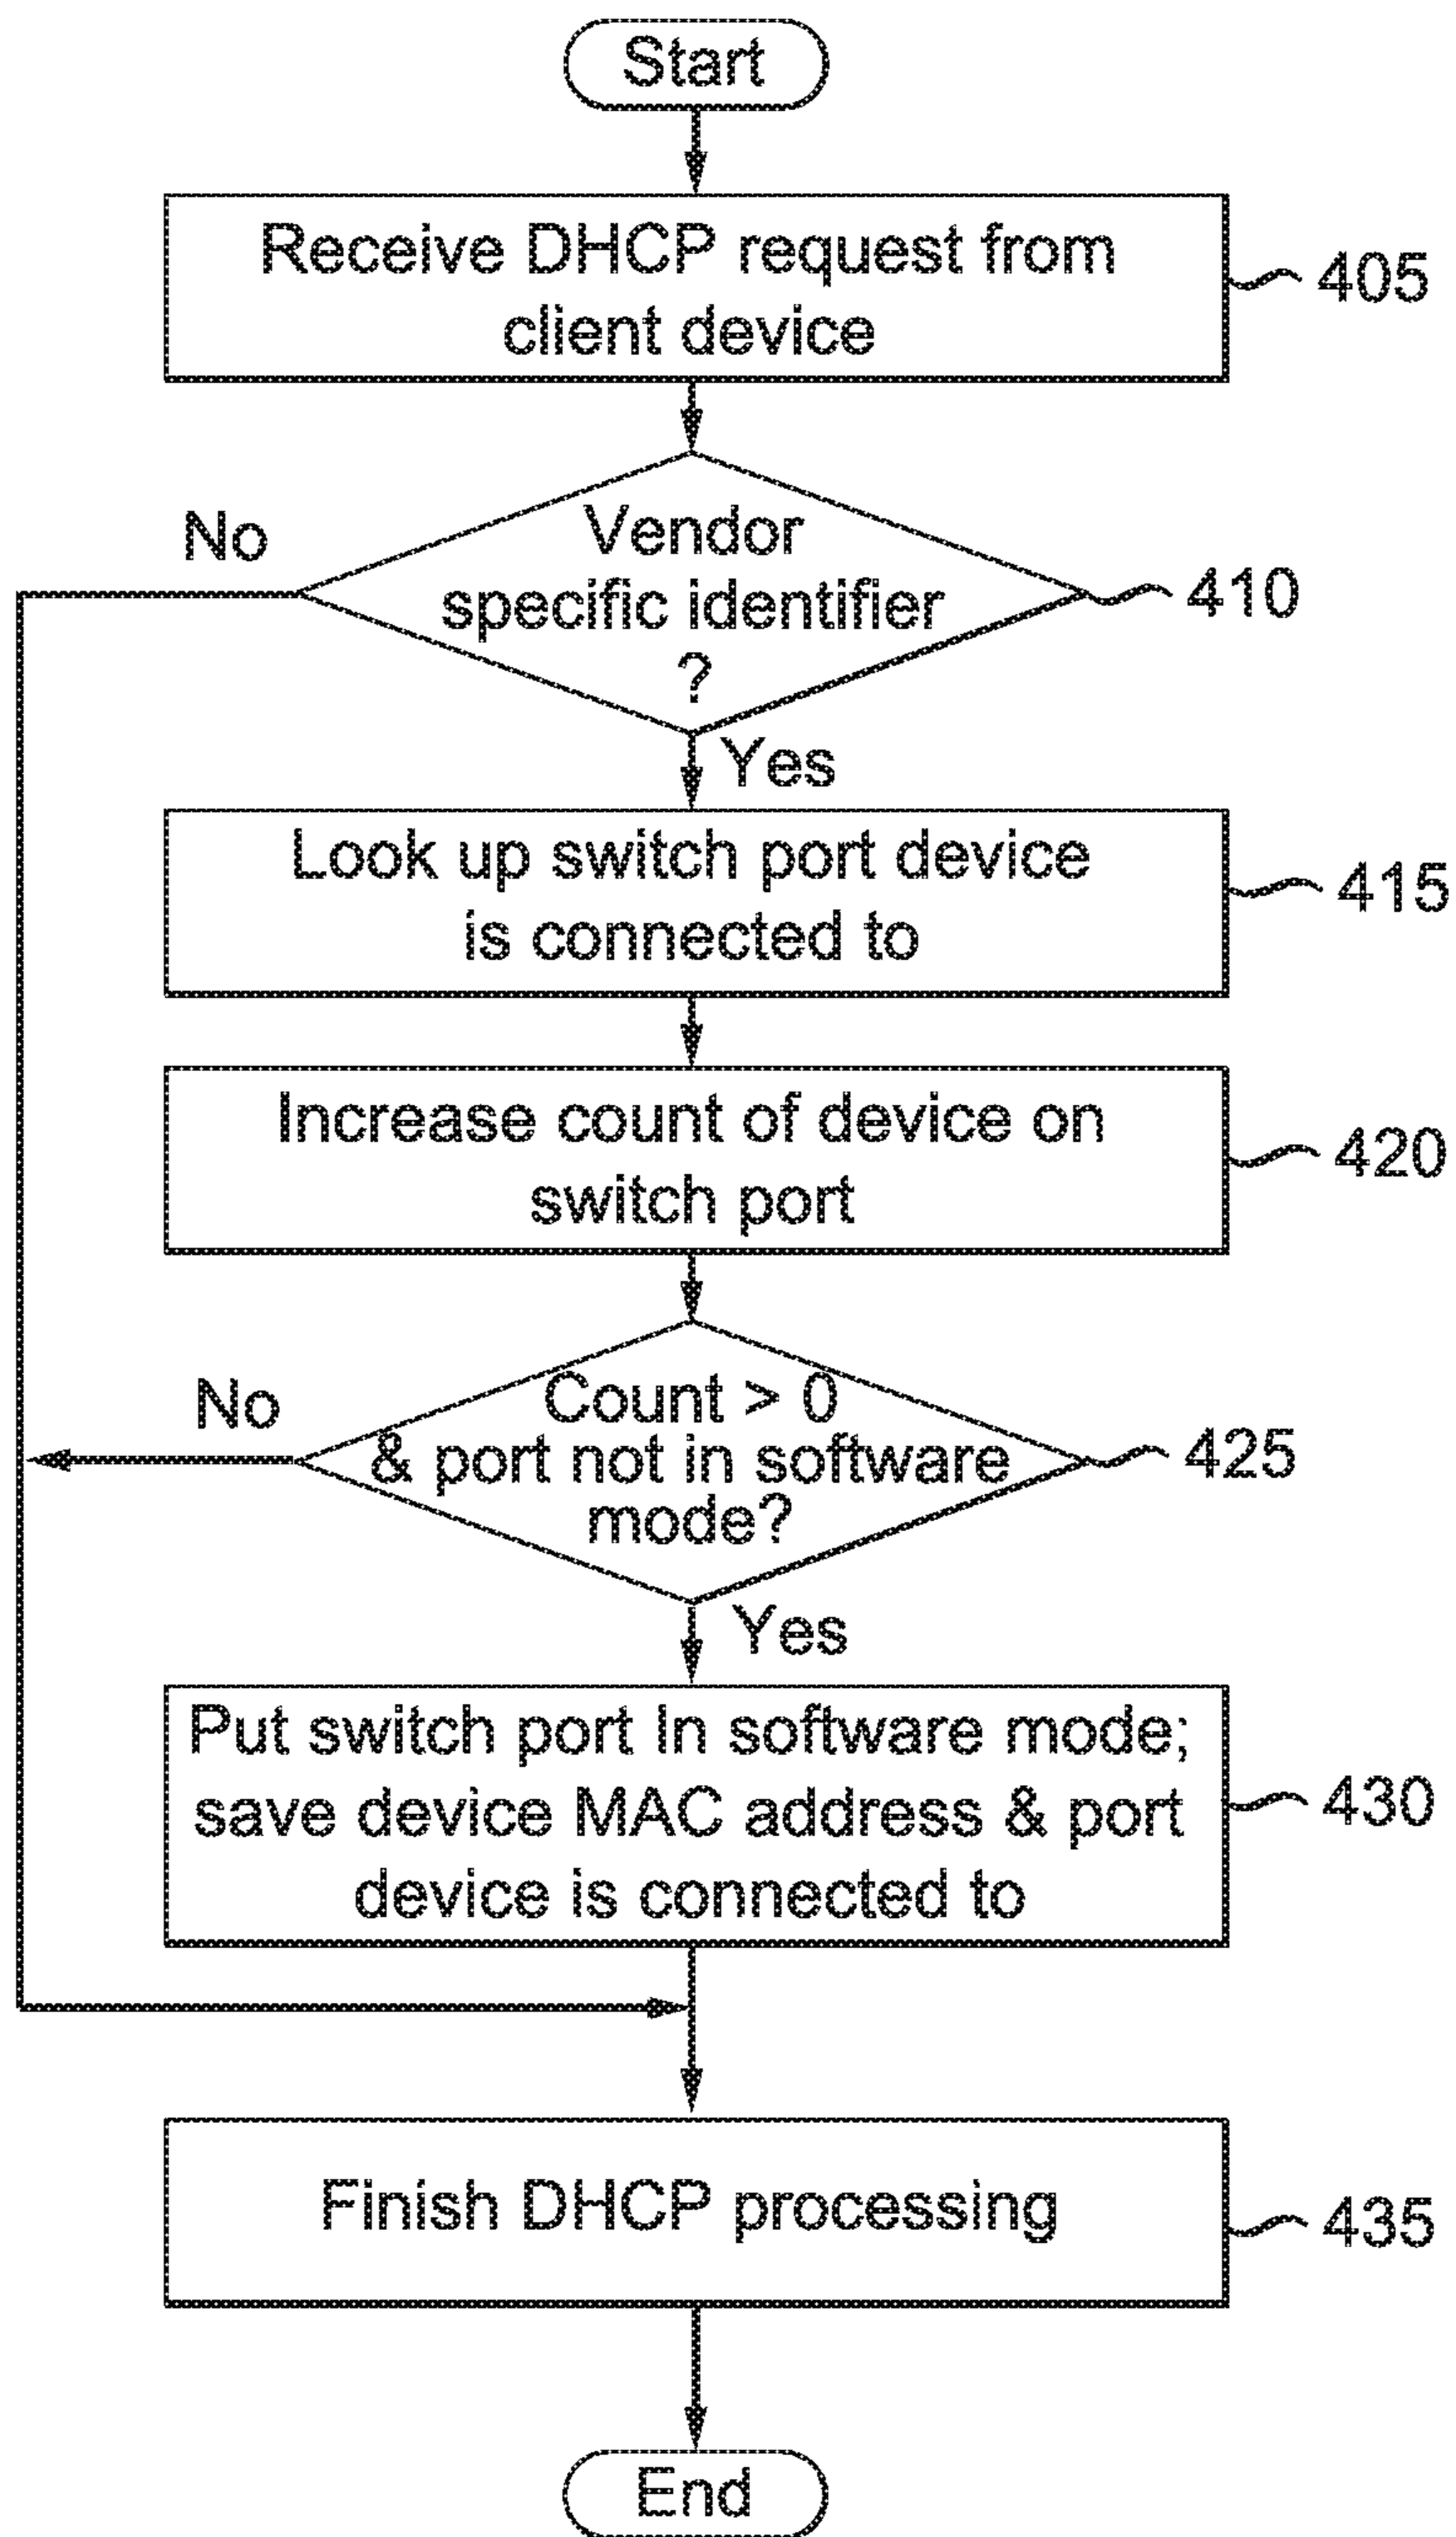 Start
Receive DHCP request from
client device
405
No
Vendor
specific identifier
?
410
Yes
Look up switch port device
is connected to
415
Increase count of device on
switch port
420
No
Count > 0
& port not in software
mode?
425
Yes
Put switch port In software mode;
save device MAC address & port
device is connected to
430
Finish DHCP processing
435
End